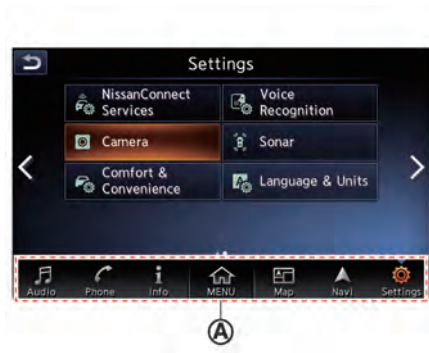 Settings
NissanConnect
Services
Voice
Recognition
Camera
Sonar
Comfort &
Convenience
Language & Units
Audio
Phone
Info
MENU
Map
Navi
Settings
A